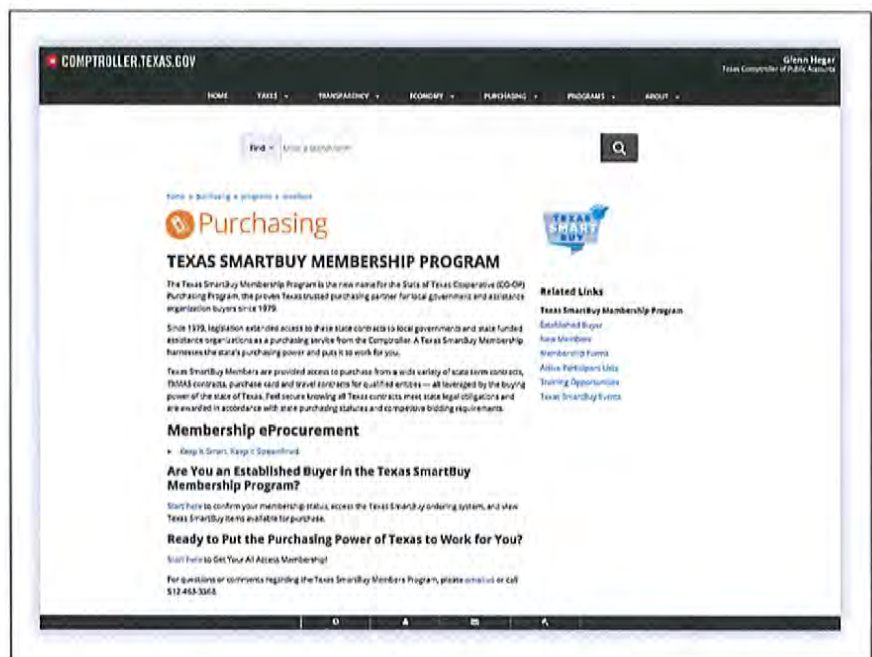 COMPTROLLER.TEXAS.GOV
Glenn Hegar
Texas Comptroller of Public Accounts
HOME TAXES TRANSPARENCY ECONOMY PURCHASING PROGRAMS ABOUT
Find
home » purchasing » programs » members
Purchasing
TEXAS SMARTBUY MEMBERSHIP PROGRAM
The Texas SmartBuy Membership Program is the new name for the State of Texas Cooperative (CO-OP)
Purchasing Program, the proven Texas trusted purchasing partner for local government and assistance
organization buyers since 1979.
Since 1979, legislation extended access to these state contracts to local governments and state funded
assistance organizations as a purchasing service from the Comptroller. A Texas SmartBuy Membership
harnesses the state's purchasing power and puts it to work for you.
Texas SmartBuy Members are provided access to purchase from a wide variety of state term contracts,
TXMAS contracts, purchase card and travel contracts for qualified entities — all leveraged by the buying
power of the state of Texas. Feel secure knowing all Texas contracts meet state legal obligations and
are awarded in accordance with state purchasing statutes and competitive bidding requirements.
Membership eProcurement
Keep It Smart, Keep It Streamlined
Are You an Established Buyer in the Texas SmartBuy
Membership Program?
Start here to confirm your membership status, access the Texas SmartBuy ordering system, and view
Texas SmartBuy items available for purchase.
Ready to Put the Purchasing Power of Texas to Work for You?
Start here to Get Your All Access Membership!
For questions or comments regarding the Texas SmartBuy Members Program, please email us or call
TEXAS
SMART
BUY
Related Links
Texas SmartBuy Membership Program
Established Buyer
New Members
Membership Forms
Active Participant Lists
Training Opportunities
Texas SmartBuy Events